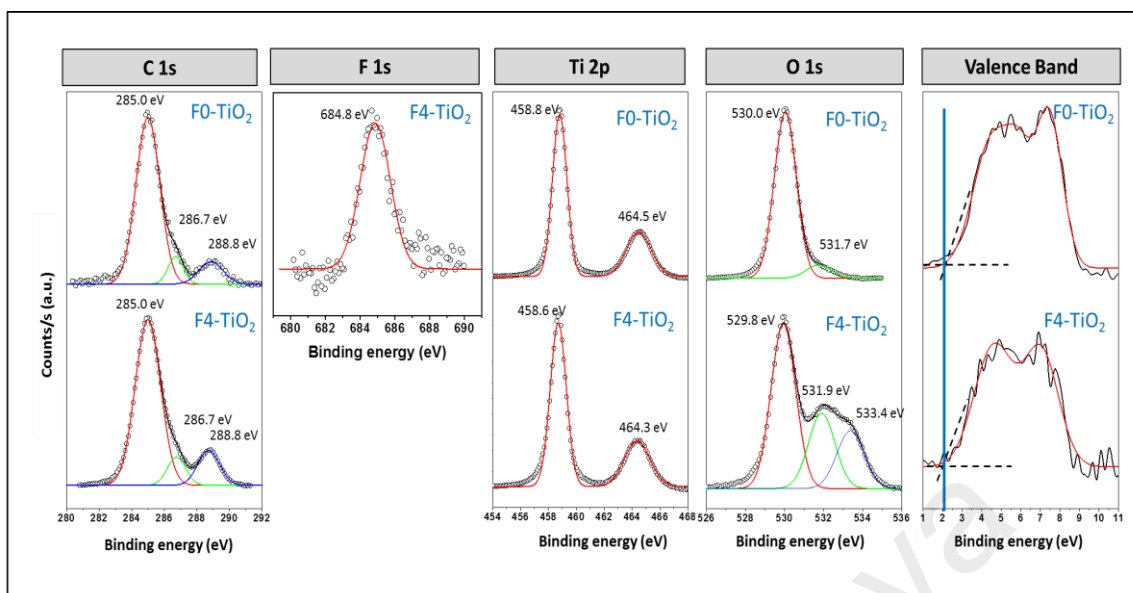 C 1s
F 1s
Ti 2p
O 1s
Valence Band
Counts/s (a.u.)
285.0 eV
F0-TiO₂
286.7 eV
288.8 eV
285.0 eV
F4-TiO₂
286.7 eV
288.8 eV
280 282 284 286 288 290 292
Binding energy (eV)
684.8 eV
F4-TiO₂
680 682 684 686 688 690
Binding energy (eV)
458.8 eV
F0-TiO₂
464.5 eV
458.6 eV
F4-TiO₂
464.3 eV
454 456 458 460 462 464 466 468
Binding energy (eV)
530.0 eV
F0-TiO₂
531.7 eV
529.8 eV
F4-TiO₂
531.9 eV
533.4 eV
526 528 530 532 534 536
Binding energy (eV)
F0-TiO₂
F4-TiO₂
1 2 3 4 5 6 7 8 9 10 11
Binding energy (eV)
va